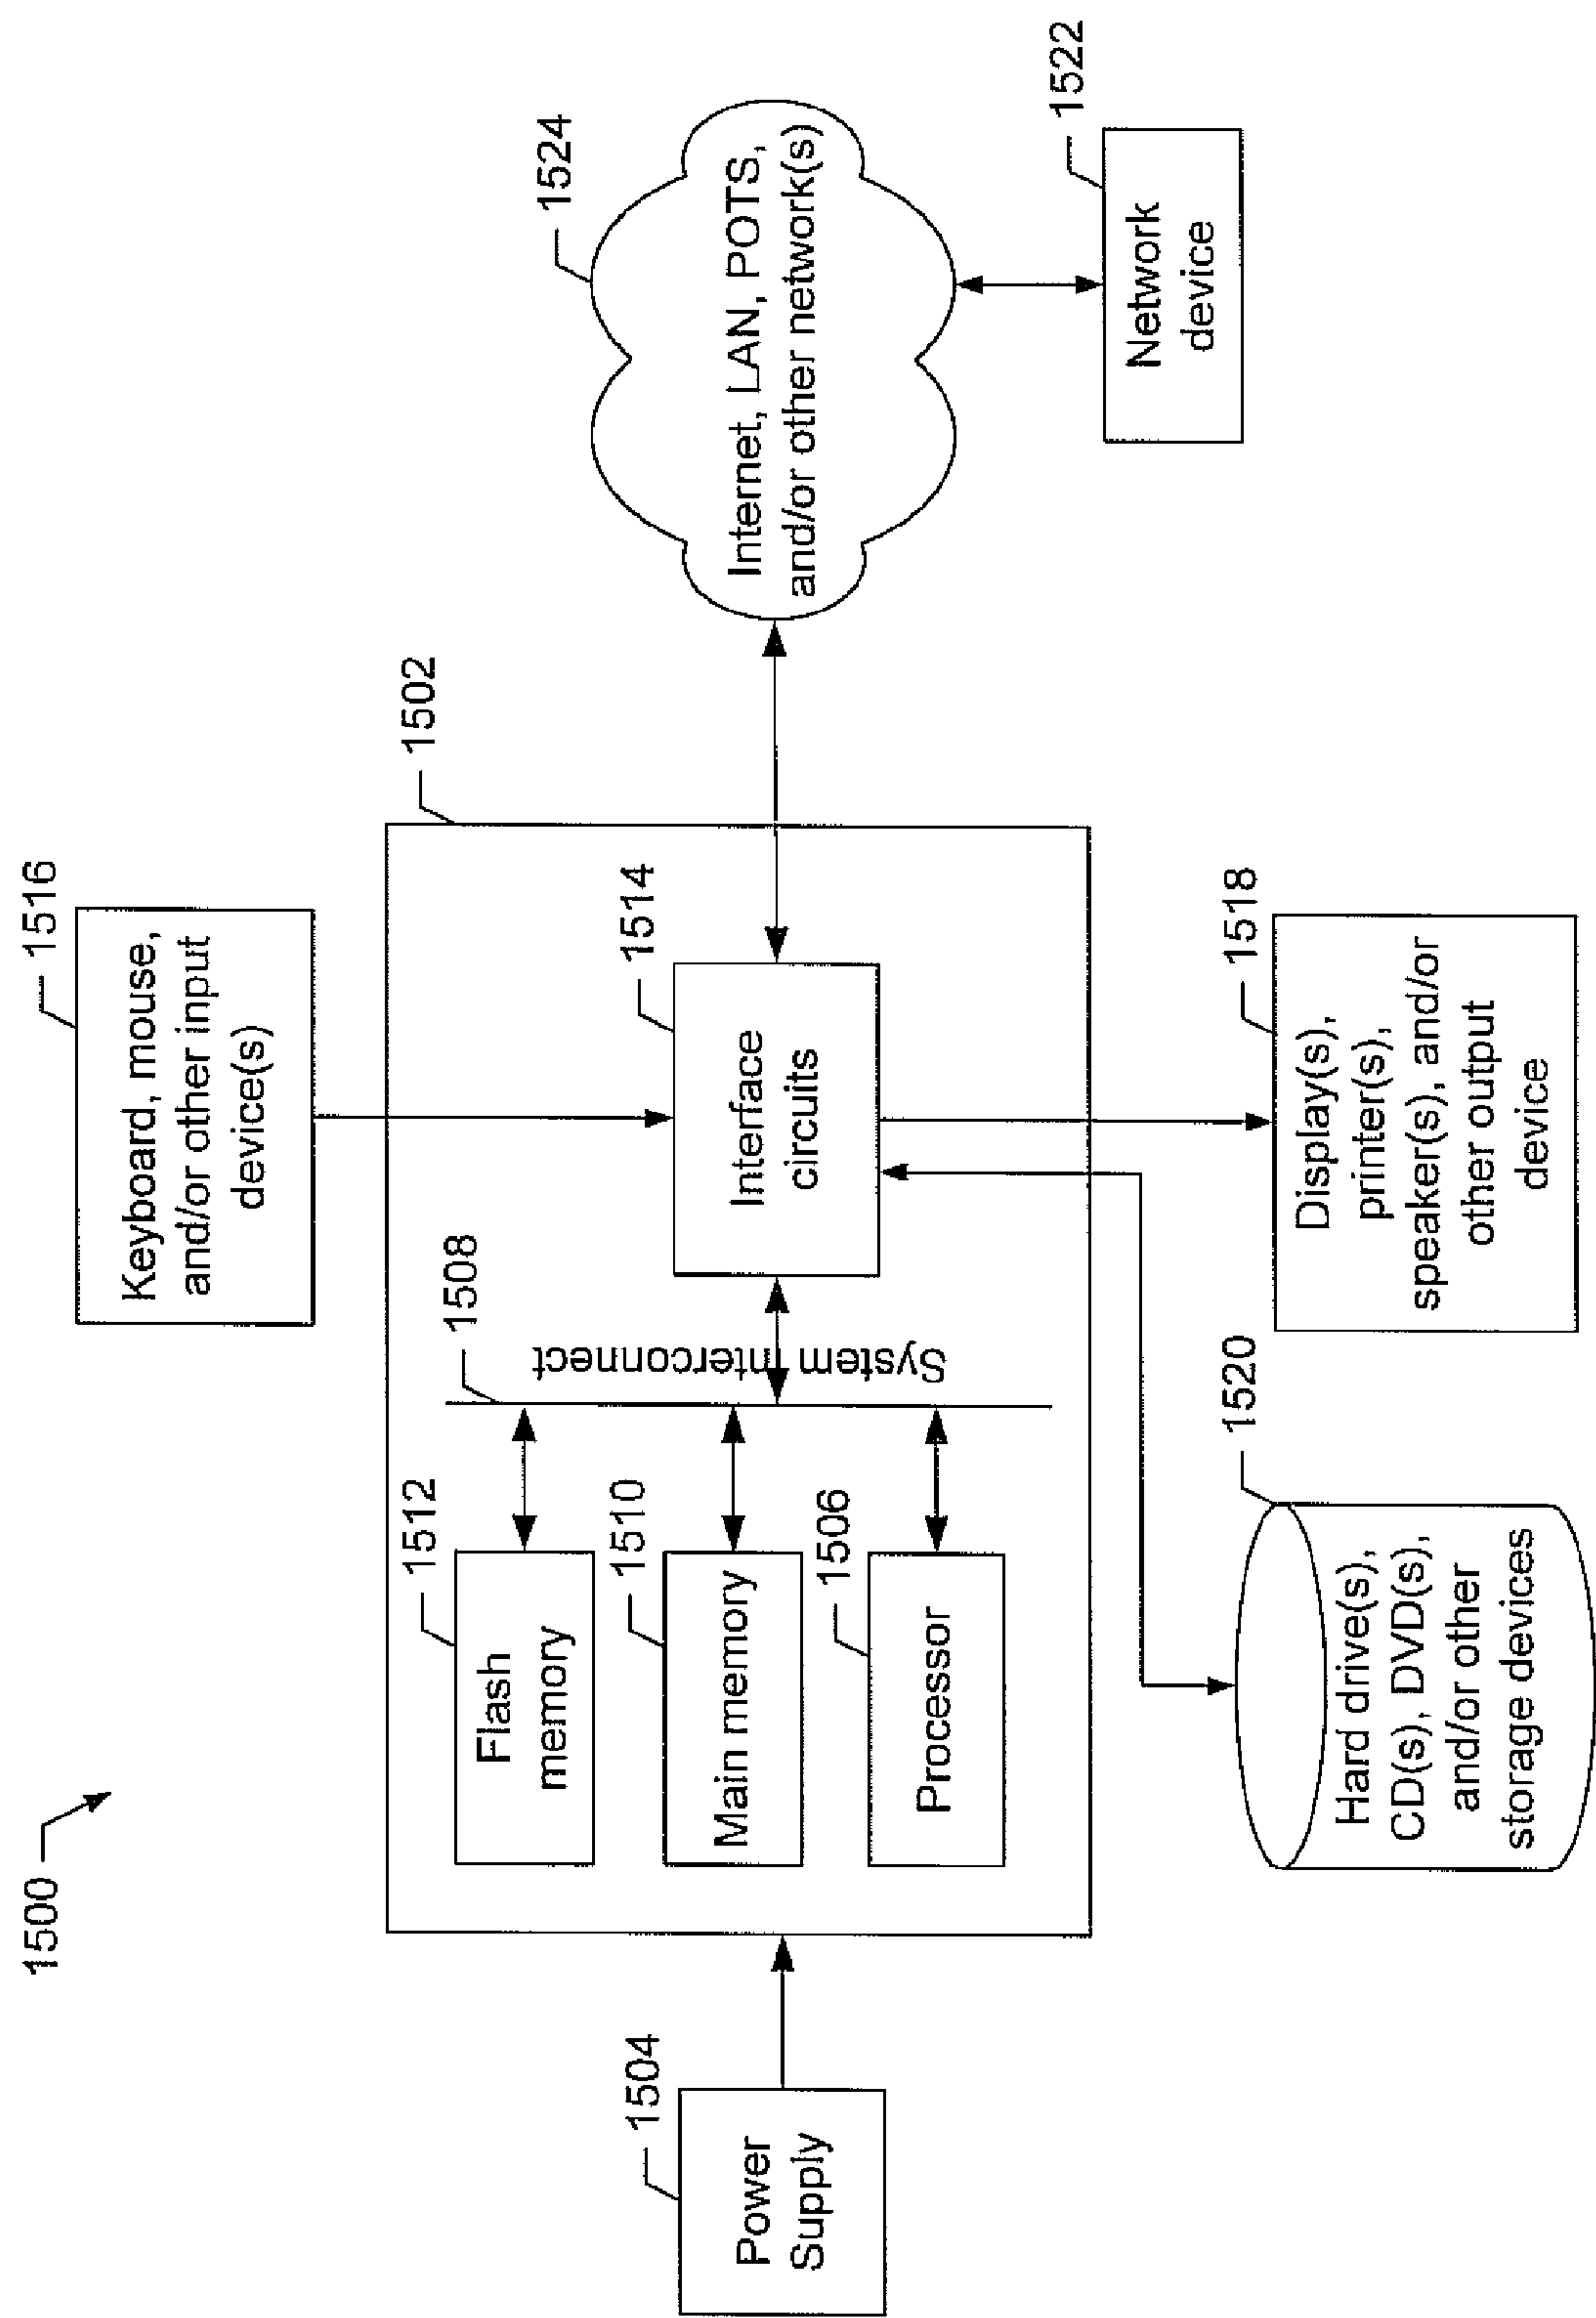 1500
1516
Keyboard, mouse,
and/or other input
device(s)
1502
1504
Power
Supply
1512
Flash
memory
1510
Main memory
1506
Processor
1508
System Interconnect
1514
Interface
circuits
1524
Internet, LAN, POTS,
and/or other network(s)
1522
Network
device
1520
Hard drive(s),
CD(s), DVD(s),
and/or other
storage devices
1518
Display(s),
printer(s),
speaker(s), and/or
other output
device